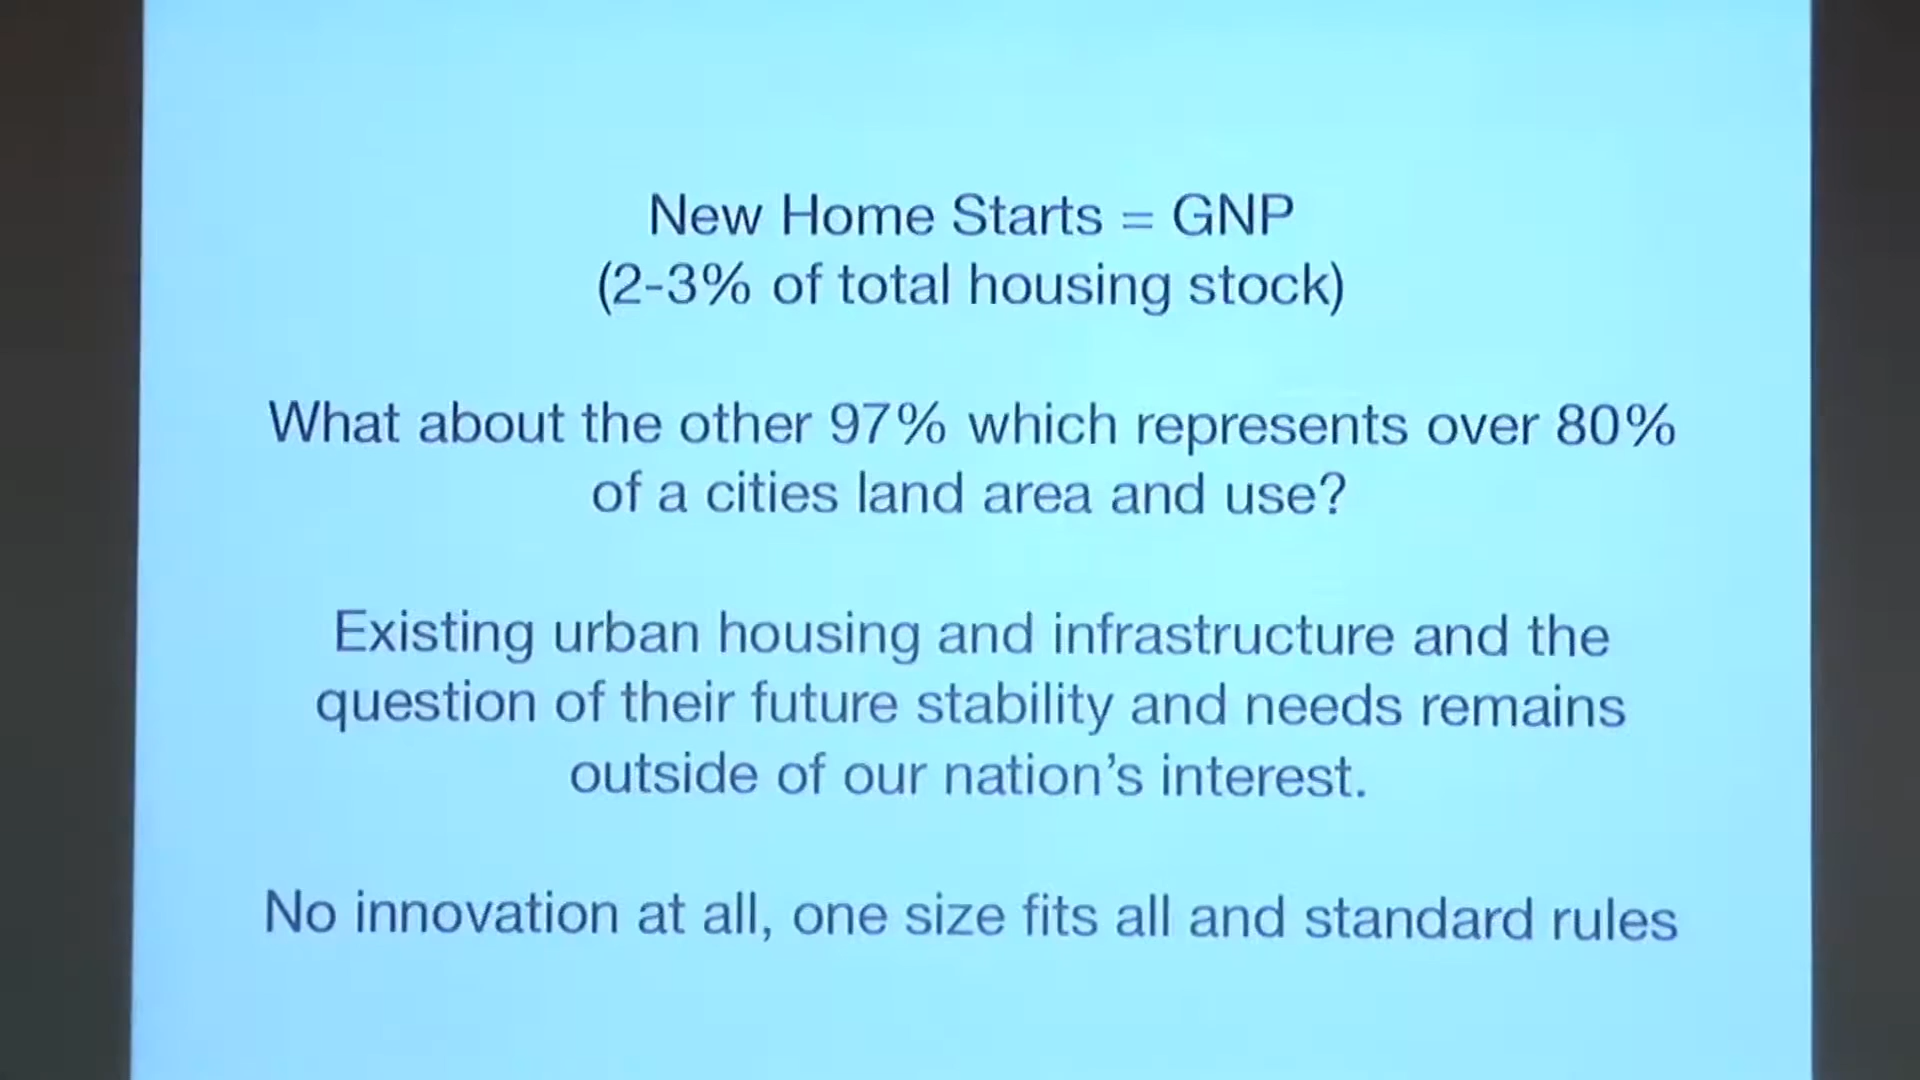 New Home Starts = GNP
(2-3% of total housing stock)
What about the other 97% which represents over 80%
of a cities land area and use?
Existing urban housing and infrastructure and the
question of their future stability and needs remains
outside of our nation’s interest.
No innovation at all, one size fits all and standard rules